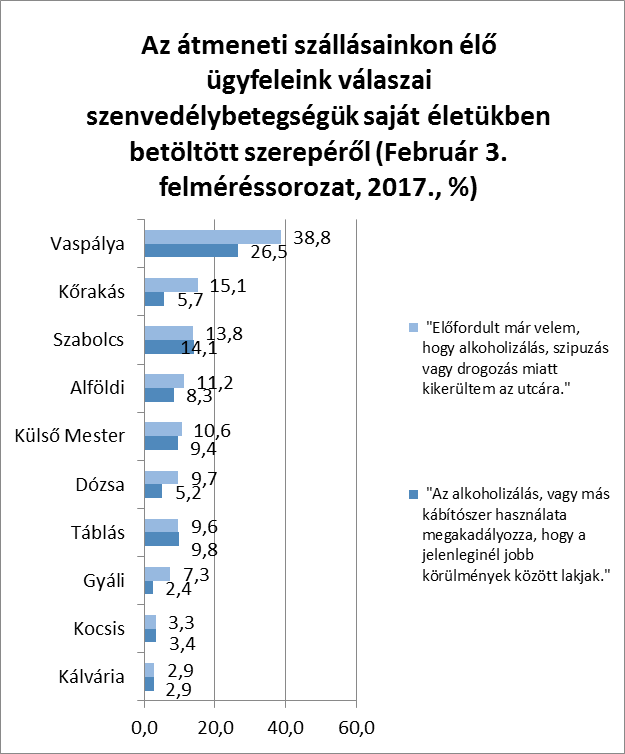 Az átmeneti szállásainkon élő
ügyfeleink válaszai
szenvedélybetegségük saját életükben
betöltött szerepéről (Február 3.
felméréssorozat, 2017., %)
Vaspálya
38,8
26,5
Kőrakás
15,1
5,7
Szabolcs
13,8
14,1
Alföldi
11,2
8,3
Külső Mester
10,6
9,4
Dózsa
9,7
5,2
Táblás
9,6
9,8
Gyáli
7,3
2,4
Kocsis
3,3
3,4
Kálvária
2,9
2,9
0,0 20,0 40,0 60,0
"Előfordult már velem,
hogy alkoholizálás, szipuzás
vagy drogozás miatt
kikerültem az utcára."
"Az alkoholizálás, vagy más
kábítószer használata
megakadályozza, hogy a
jelenleginél jobb
körülmények között lakjak."